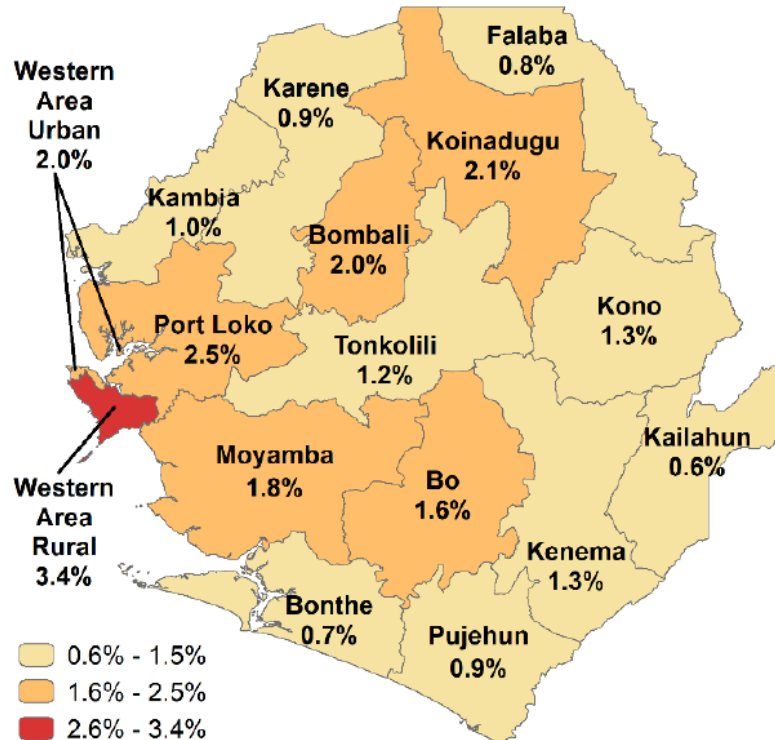 Falaba
0.8%
Western
Area
Urban
2.0%
Karene
0.9%
Koinadugu
2.1%
Kambia
1.0%
Bombali
2.0%
Kono
1.3%
Port Loko
2.5%
Tonkolili
1.2%
Kailahun
0.6%
Moyamba
1.8%
Bo
1.6%
Western
Area
Rural
3.4%
Kenema
1.3%
Bonthe
0.7%
Pujehun
0.9%
0.6% - 1.5%
1.6% - 2.5%
2.6% - 3.4%